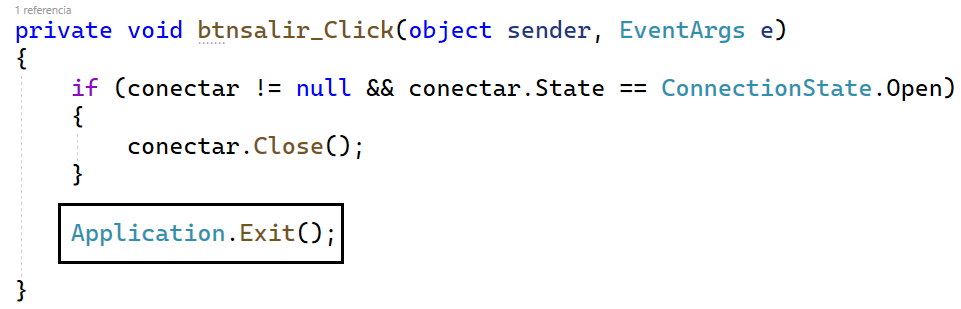 1 referencia
private void btnsalir_Click(object sender, EventArgs e)
{
if (conectar != null && conectar.State == ConnectionState.Open)
{
conectar.Close();
}
Application.Exit();
}